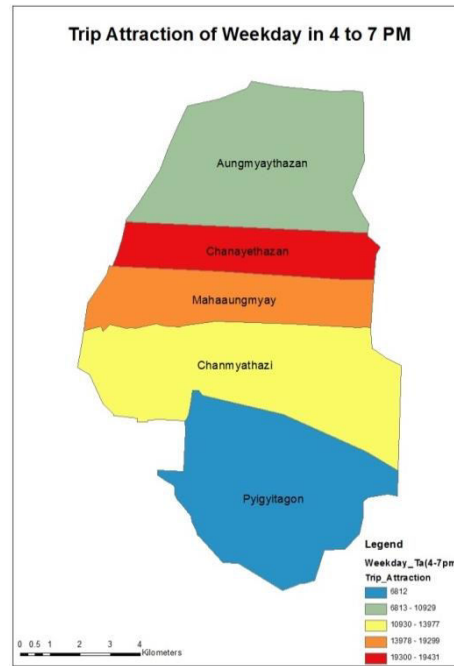 Trip Attraction of Weekday in 4 to 7 PM
Aungmyaythazan
Chanayethazan
Mahaaungmyay
Chanmyathazi
Pyigyitagon
Legend
Weekday_Ta(4-7pm
Trip_Attraction
6812
6813 - 10929
10930 - 13977
13978 - 19299
19300 - 19431
0 0.5 1 2 3 4
Kilometers